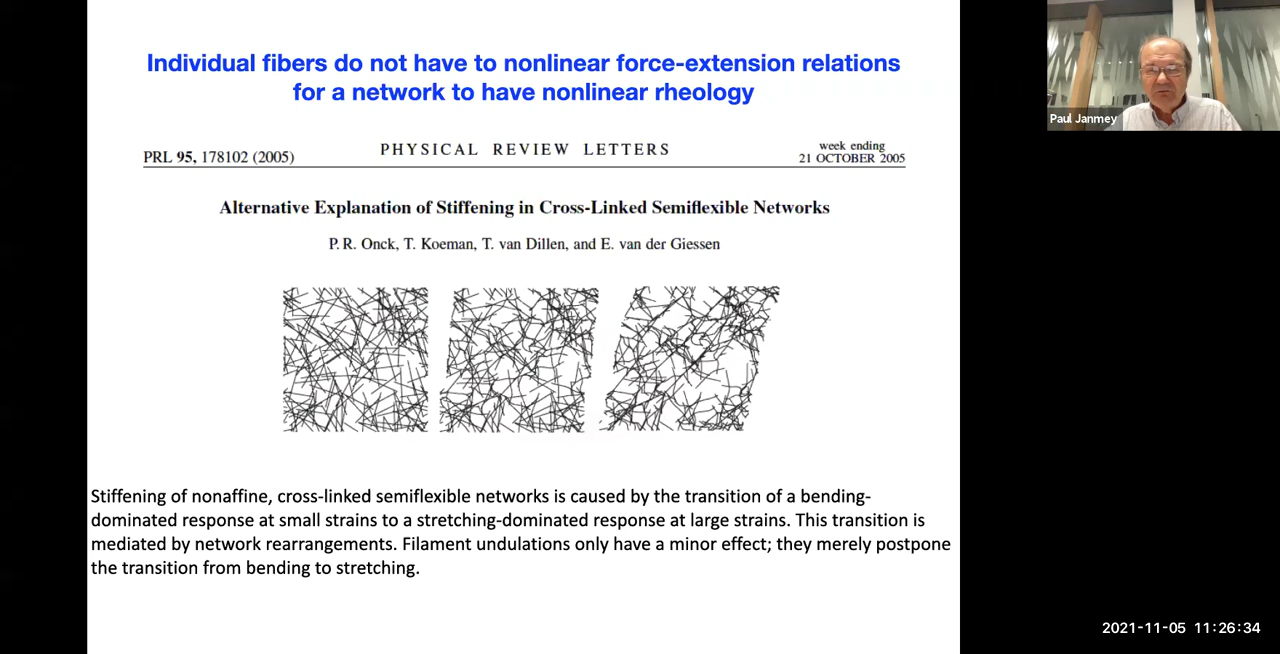 Individual fibers do not have to nonlinear force-extension relations
for a network to have nonlinear rheology
PRL 95, 178102 (2005)
PHYSICAL REVIEW LETTERS
week ending
21 OCTOBER 2005
Alternative Explanation of Stiffening in Cross-Linked Semiflexible Networks
P. R. Onck, T. Koeman, T. van Dillen, and E. van der Giessen
Stiffening of nonaffine, cross-linked semiflexible networks is caused by the transition of a bending-
dominated response at small strains to a stretching-dominated response at large strains. This transition is
mediated by network rearrangements. Filament undulations only have a minor effect; they merely postpone
the transition from bending to stretching.
Paul Janmey
2021-11-05 11:26:34